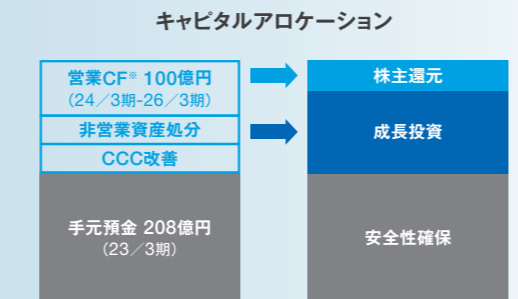 キャピタルアロケーション
営業CF※ 100億円
(24/3期-26/3期)
非営業資産処分
CCC改善
手元預金 208億円
(23/3期)
株主還元
成長投資
安全性確保